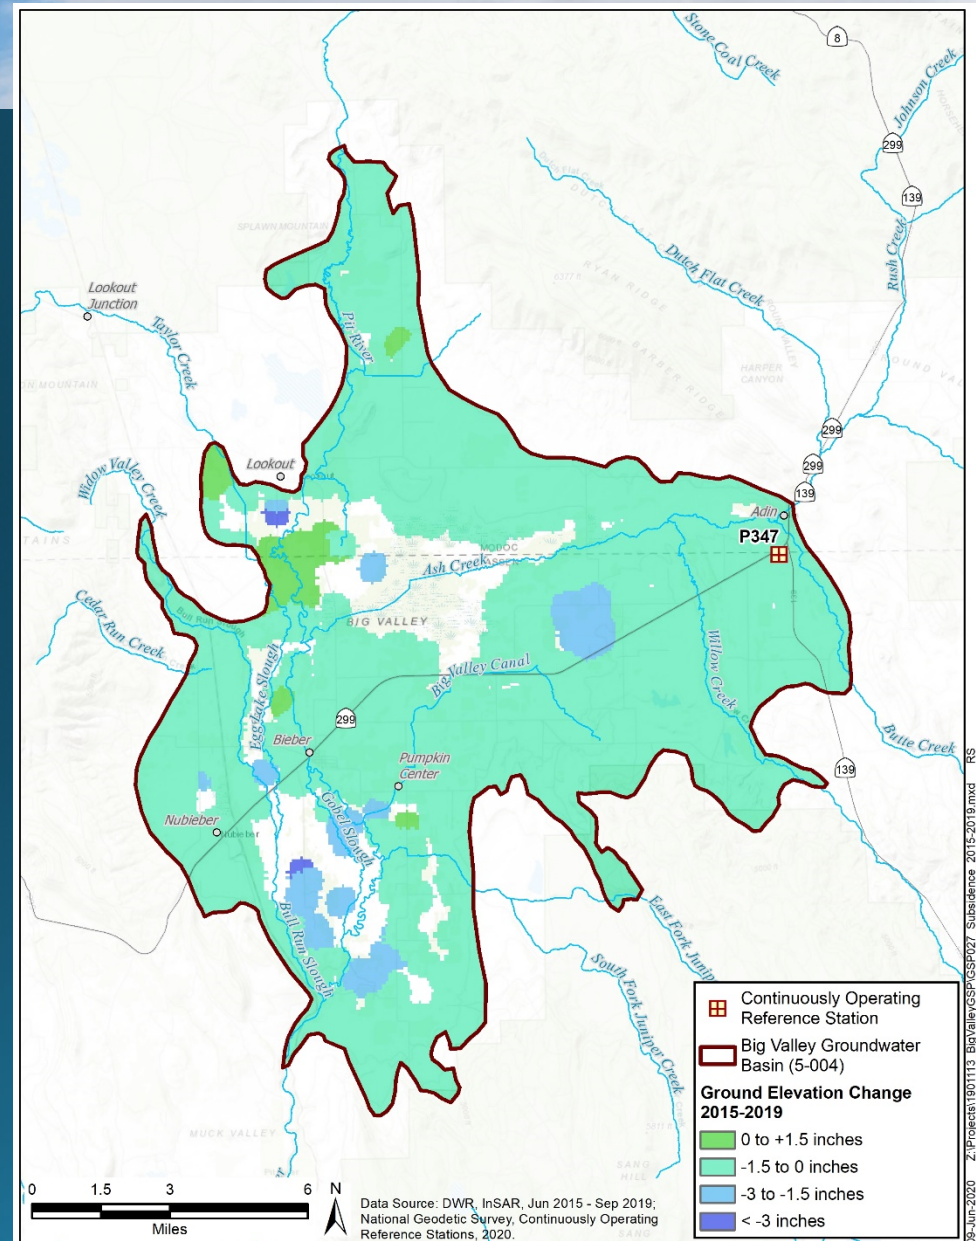 8
Stone Coal Creek
Johnson Creek
299
139
SPLAWN MOUNTAIN
Rush Creek
Dutch Flat Creek
RYAN RIDGE
Lookout
Junction
Taylor Creek
Pit River
BARBER RIDGE
HARPER
CANYON
299
299
139
Lookout
Widow Valley Creek
Adin
P347
MODOC
Ash Creek
BIG VALLEY
Cedar Run Creek
Big Valley Canal
Willow Creek
Egg Lake Slough
299
Bieber
Butte Creek
139
Pumpkin
Center
Gobel Slough
Nubieber
Nubieber
Bull Run Slough
East Fork Junip
South Fork Juniper Creek
MUCK VALLEY
SANG
HILL
Continuously Operating
Reference Station
Big Valley Groundwater
Basin (5-004)
Ground Elevation Change
2015-2019
0 to +1.5 inches
-1.5 to 0 inches
-3 to -1.5 inches
< -3 inches
0 1.5 3 6
Miles
N
Data Source: DWR, InSAR, Jun 2015 - Sep 2019;
National Geodetic Survey, Continuously Operating
Reference Stations, 2020.
09-Jun-2020 Z:\Projects\1901113_BigValleyGSP\GSP027_Subsidence_2015-2019.mxd RS